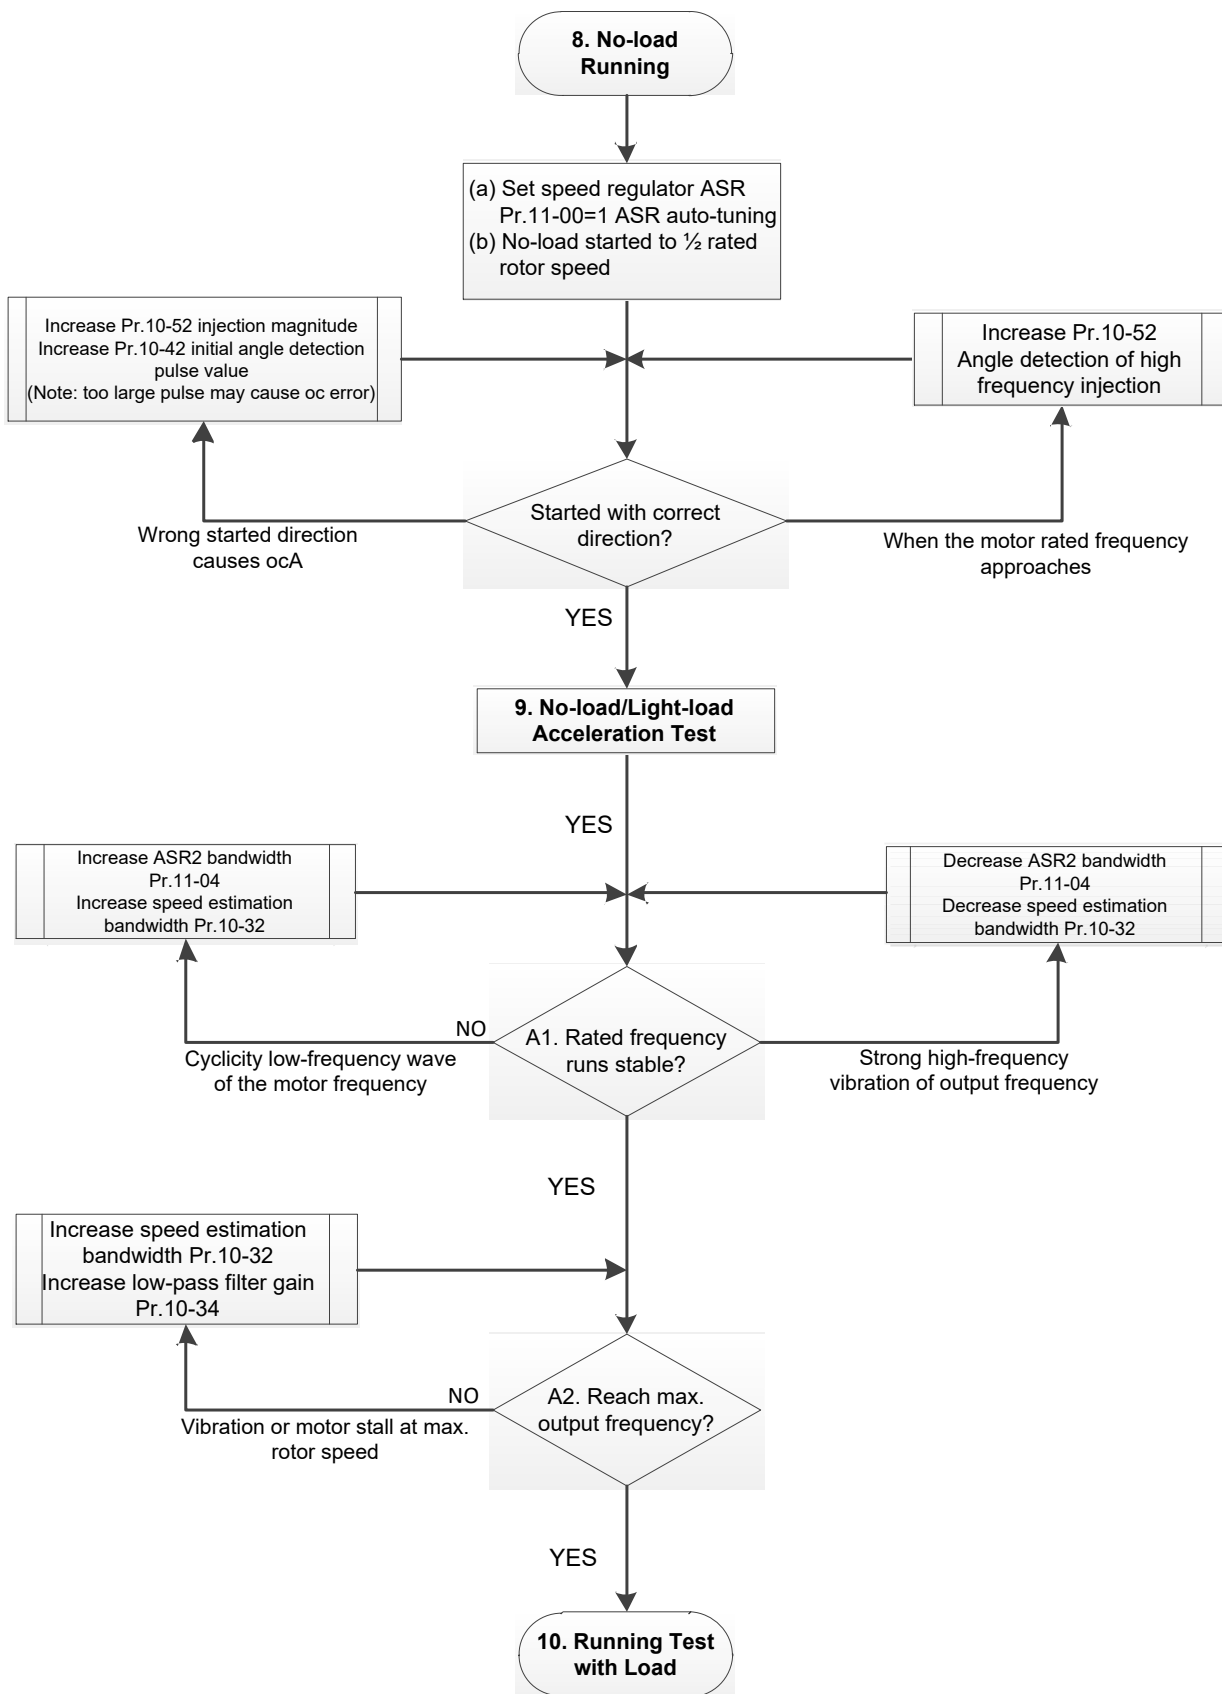 8. No-load
Running
(a) Set speed regulator ASR
Pr.11-00=1 ASR auto-tuning
(b) No-load started to ½ rated
rotor speed
Increase Pr.10-52 injection magnitude
Increase Pr.10-42 initial angle detection
pulse value
(Note: too large pulse may cause oc error)
Increase Pr.10-52
Angle detection of high
frequency injection
Started with correct
direction?
Wrong started direction
causes ocA
When the motor rated frequency
approaches
YES
9. No-load/Light-load
Acceleration Test
YES
Increase ASR2 bandwidth
Pr.11-04
Increase speed estimation
bandwidth Pr.10-32
Decrease ASR2 bandwidth
Pr.11-04
Decrease speed estimation
bandwidth Pr.10-32
A1. Rated frequency
runs stable?
NO
Cyclicity low-frequency wave
of the motor frequency
Strong high-frequency
vibration of output frequency
YES
Increase speed estimation
bandwidth Pr.10-32
Increase low-pass filter gain
Pr.10-34
A2. Reach max.
output frequency?
NO
Vibration or motor stall at max.
rotor speed
YES
10. Running Test
with Load